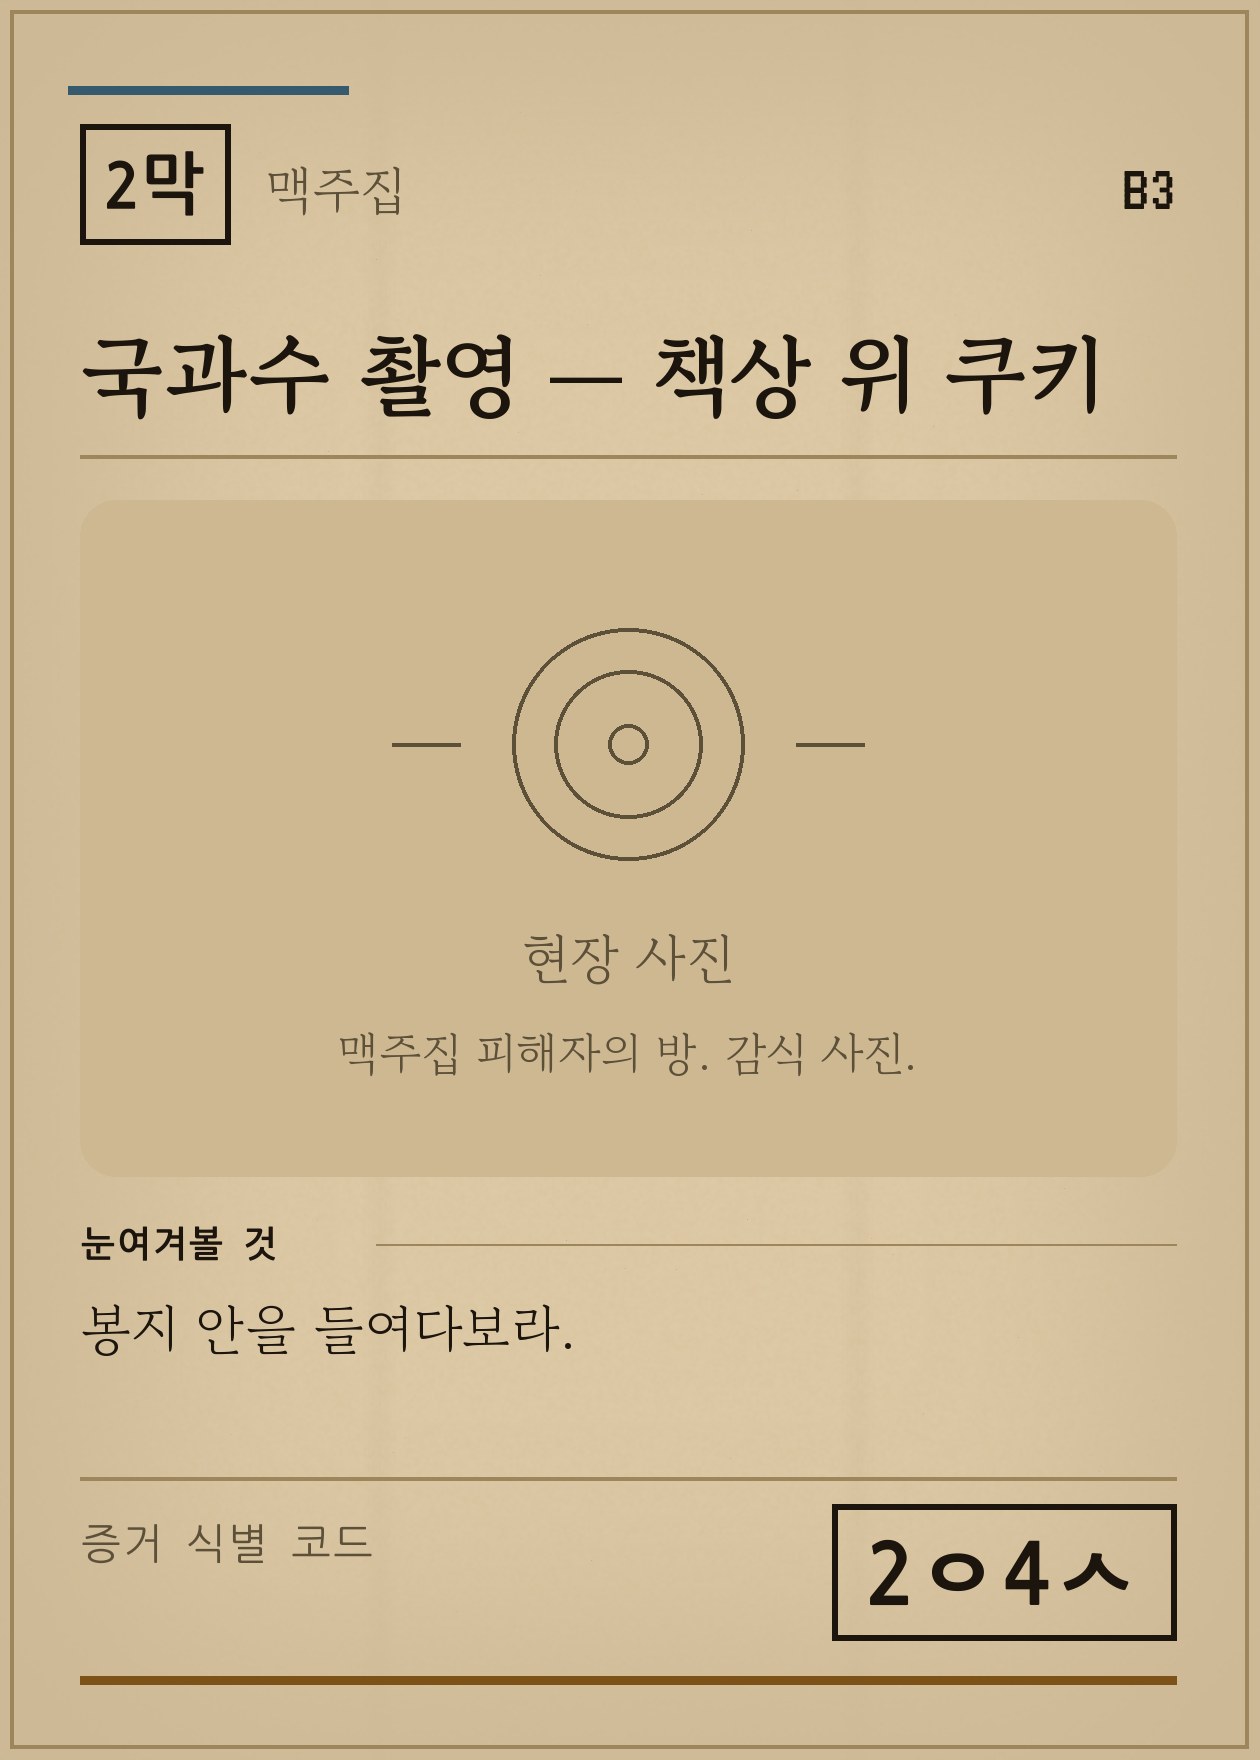 2막 맥주집 B3
국과수 촬영 — 책상 위 쿠키
현장 사진
맥주집 피해자의 방. 감식 사진.
눈여겨볼 것
봉지 안을 들여다보라.
증거 식별 코드 2ㅇ4ㅅ